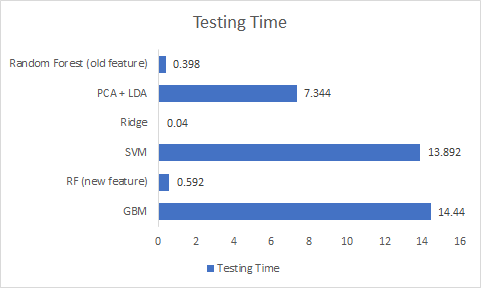 Testing Time
Random Forest (old feature) 0.398
PCA + LDA 7.344
Ridge 0.04
SVM 13.892
RF (new feature) 0.592
GBM 14.44
0 2 4 6 8 10 12 14 16
Testing Time